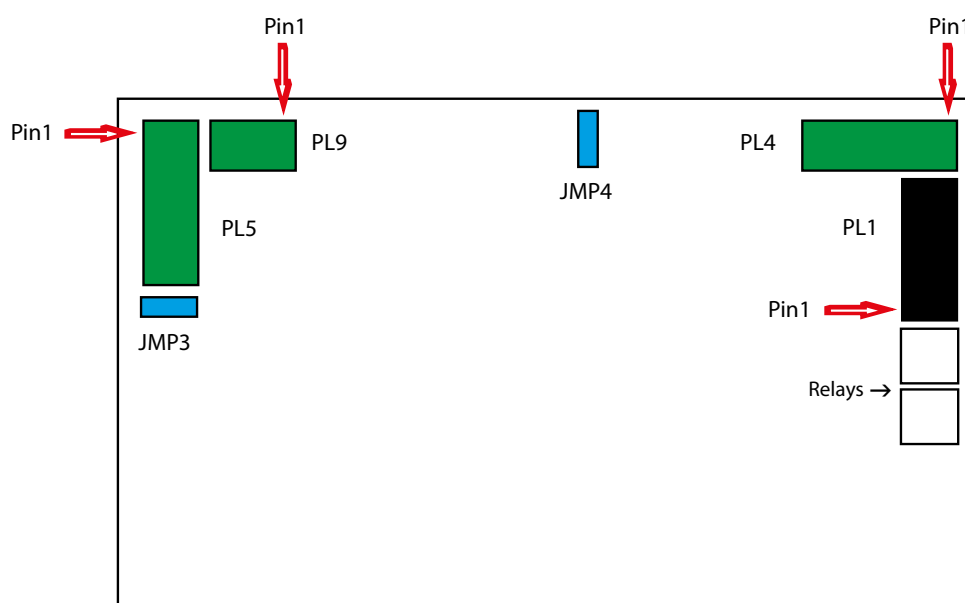 Pin1
Pin1
Pin1
PL9
PL4
JMP4
PL5
PL1
Pin1
JMP3
Relays →